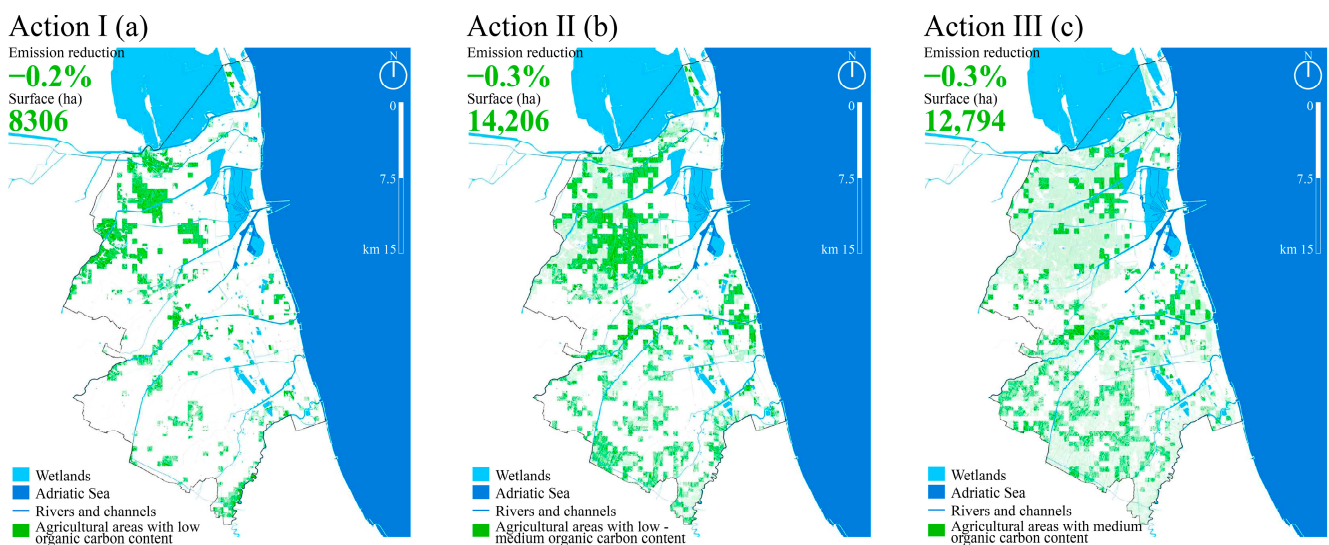 Action I (a)
Emission reduction
−0.2%
Surface (ha)
8306
N
0
7.5
km 15
Wetlands
Adriatic Sea
Rivers and channels
Agricultural areas with low
organic carbon content
Action II (b)
Emission reduction
−0.3%
Surface (ha)
14,206
N
0
7.5
km 15
Wetlands
Adriatic Sea
Rivers and channels
Agricultural areas with low -
medium organic carbon content
Action III (c)
Emission reduction
−0.3%
Surface (ha)
12,794
N
0
7.5
km 15
Wetlands
Adriatic Sea
Rivers and channels
Agricultural areas with medium
organic carbon content